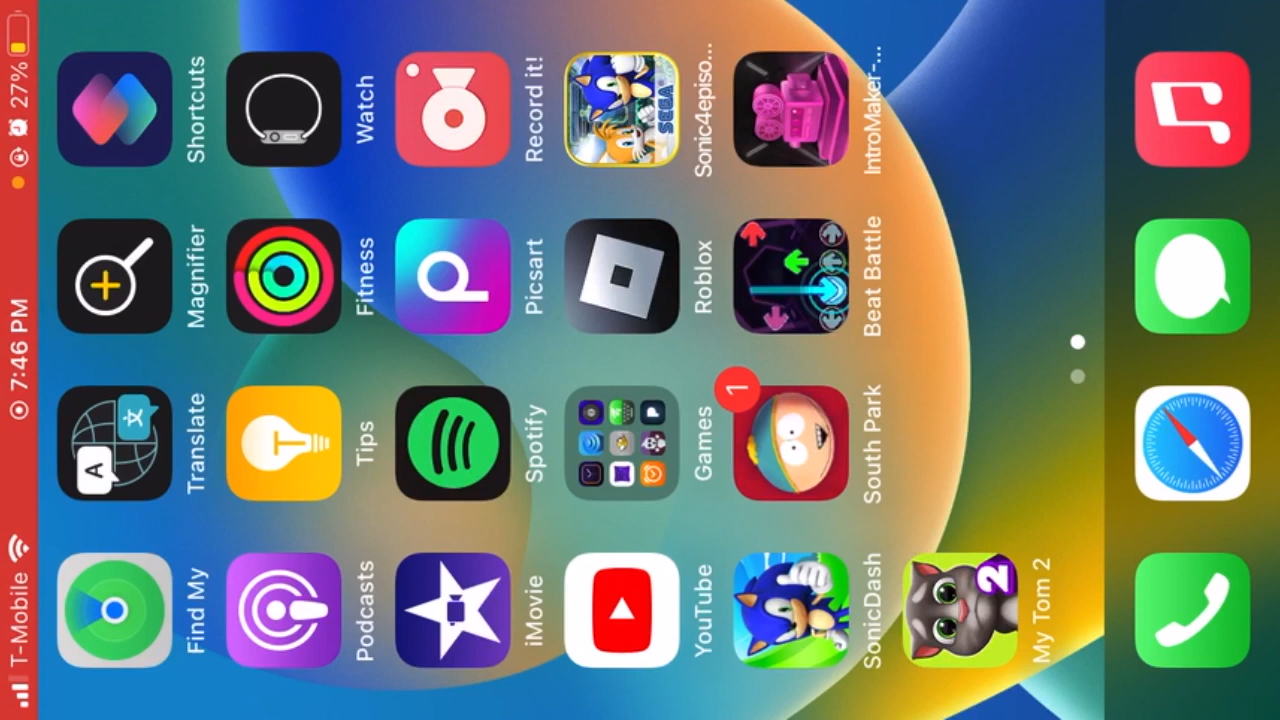 T-Mobile 7:46 PM 27%
Find My Translate Magnifier Shortcuts
Podcasts Tips Fitness Watch
iMovie Spotify Picsart Record it!
SEGA
YouTube Games Roblox Sonic4episo...
1
SonicDash South Park Beat Battle IntroMaker-...
2
My Tom 2